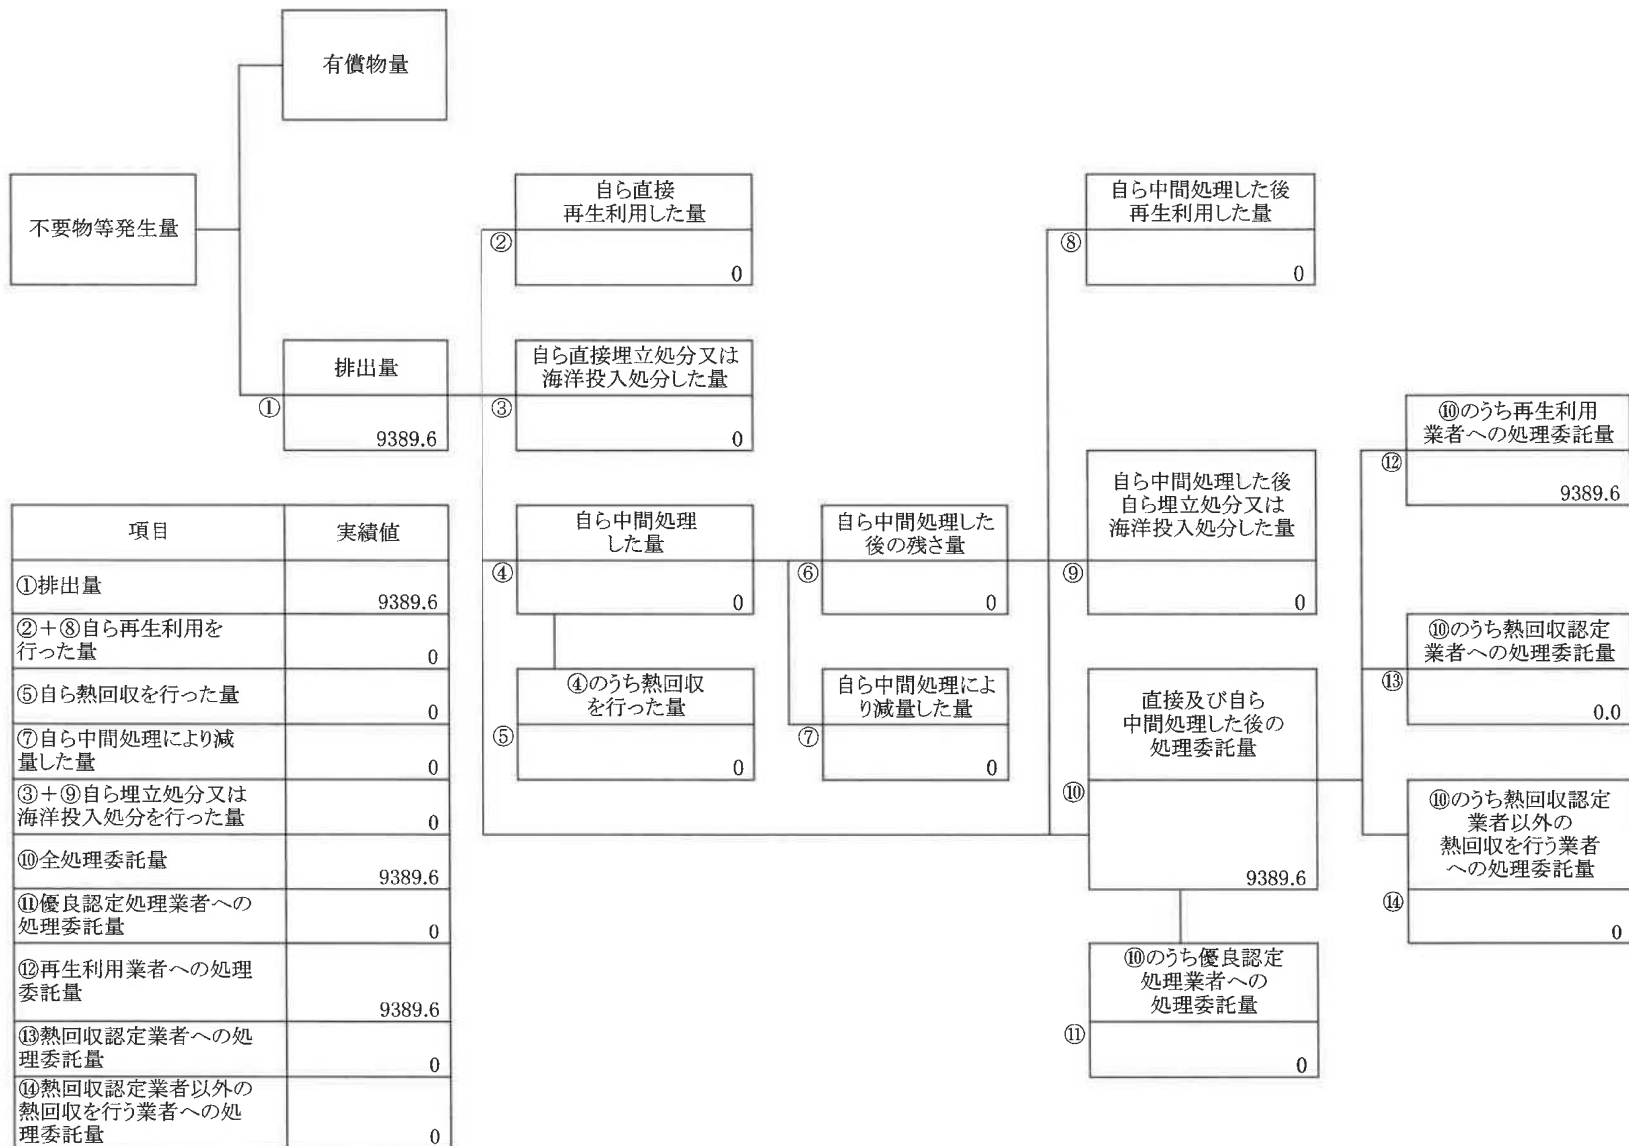 有償物量
不要物等発生量
自ら直接
再生利用した量
②
0
自ら中間処理した後
再生利用した量
⑧
0
排出量
①
9389.6
自ら直接埋立処分又は
海洋投入処分した量
③
0
⑩のうち再生利用
業者への処理委託量
⑫
9389.6
自ら中間処理
した量
④
0
自ら中間処理した
後の残さ量
⑥
0
自ら中間処理した後
自ら埋立処分又は
海洋投入処分した量
⑨
0
⑩のうち熱回収認定
業者への処理委託量
⑬
0.0
④のうち熱回収
を行った量
⑤
0
自ら中間処理によ
り減量した量
⑦
0
直接及び自ら
中間処理した後の
処理委託量
⑩
9389.6
⑩のうち熱回収認定
業者以外の
熱回収を行う業者
への処理委託量
⑭
0
⑩のうち優良認定
処理業者への
処理委託量
⑪
0
項目 実績値
①排出量 9389.6
②+⑧自ら再生利用を
行った量 0
⑤自ら熱回収を行った量 0
⑦自ら中間処理により減
量した量 0
③+⑨自ら埋立処分又は
海洋投入処分を行った量 0
⑩全処理委託量 9389.6
⑪優良認定処理業者への
処理委託量 0
⑫再生利用業者への処理
委託量 9389.6
⑬熱回収認定業者への処
理委託量 0
⑭熱回収認定業者以外の
熱回収を行う業者への処
理委託量 0